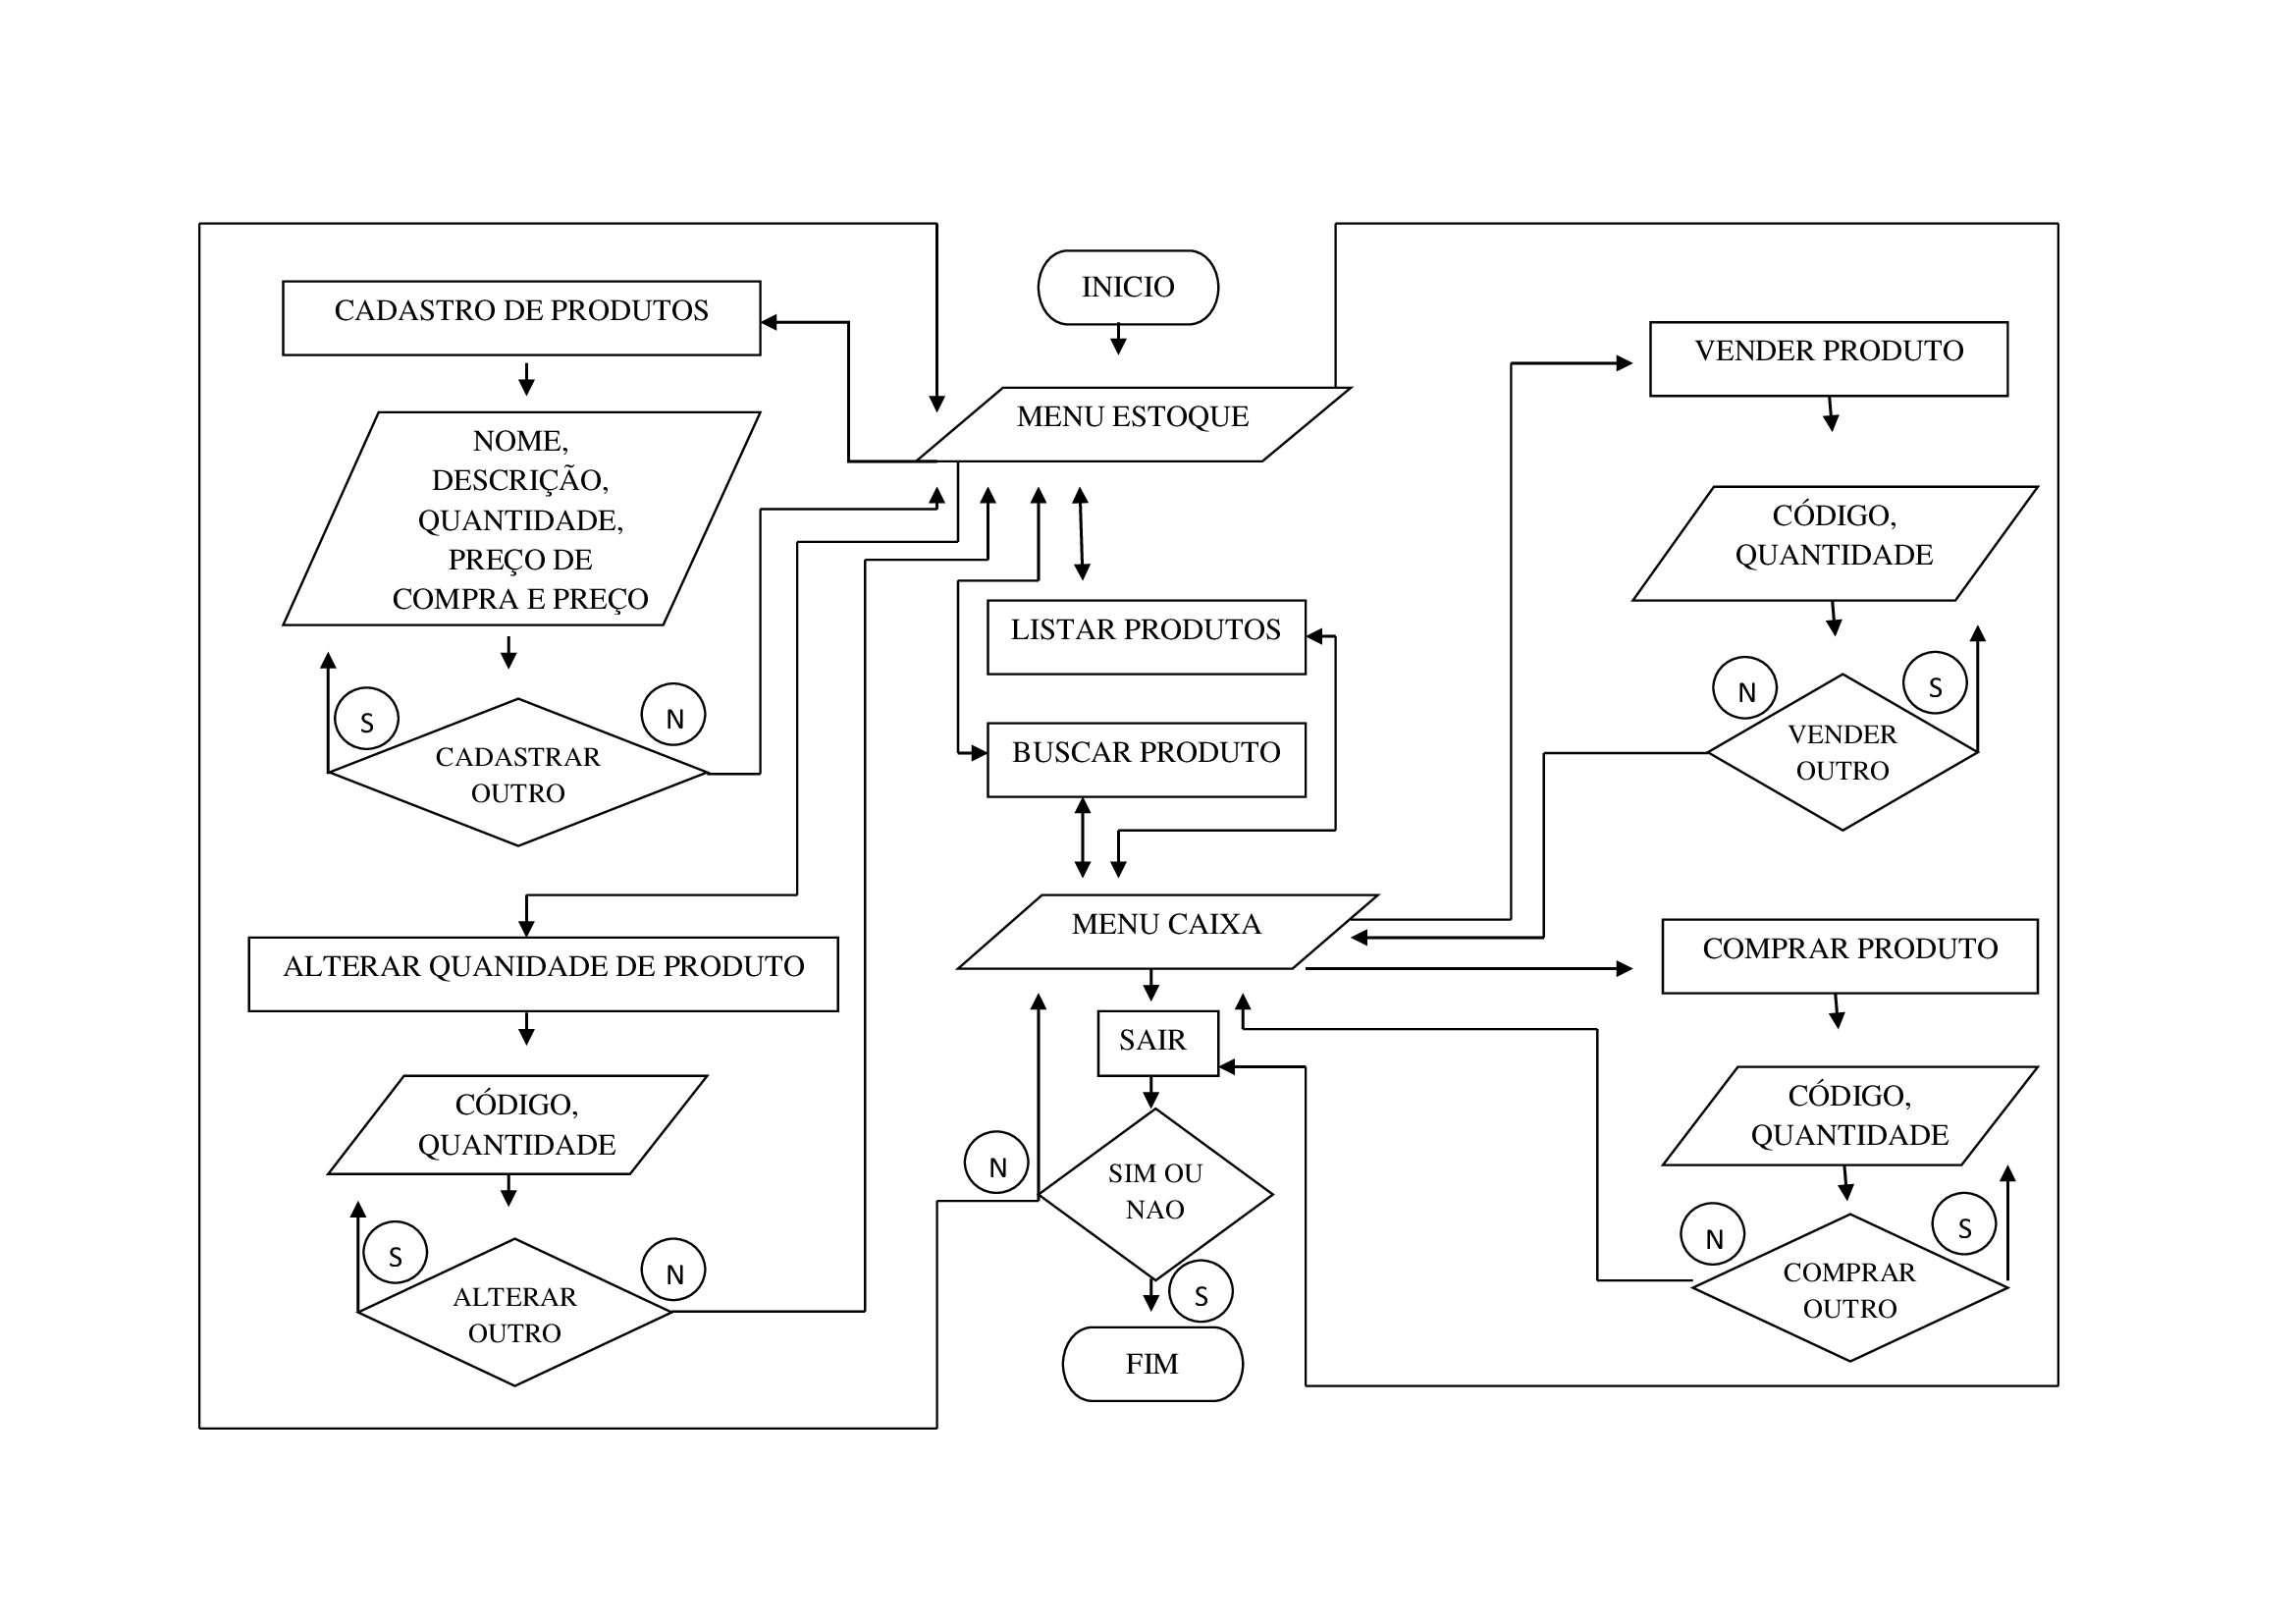 INICIO
CADASTRO DE PRODUTOS
VENDER PRODUTO
MENU ESTOQUE
NOME,
DESCRIÇÃO,
QUANTIDADE,
PREÇO DE
COMPRA E PREÇO
CÓDIGO,
QUANTIDADE
LISTAR PRODUTOS
S
N
CADASTRAR
OUTRO
BUSCAR PRODUTO
N
S
VENDER
OUTRO
MENU CAIXA
COMPRAR PRODUTO
ALTERAR QUANIDADE DE PRODUTO
SAIR
CÓDIGO,
QUANTIDADE
CÓDIGO,
QUANTIDADE
N
SIM OU
NAO
S
N
ALTERAR
OUTRO
S
N
S
COMPRAR
OUTRO
FIM